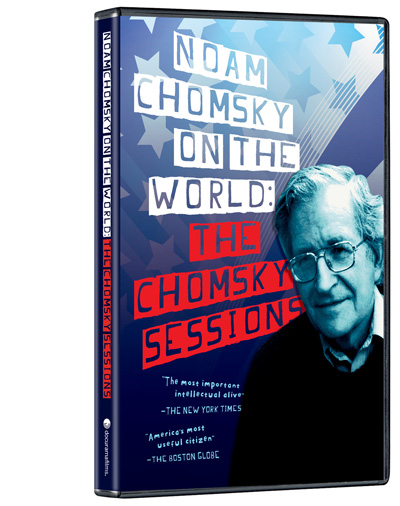 NOAM CHOMSKY ON THE WORLD: THE CHOMSKY SESSIONS
docuramafilms.
NOAM
CHOMSKY
ON THE
WORLD:
THE
CHOMSKY
SESSIONS
"The most important
intellectual alive"
–THE NEW YORK TIMES
"America's most
useful citizen"
–THE BOSTON GLOBE